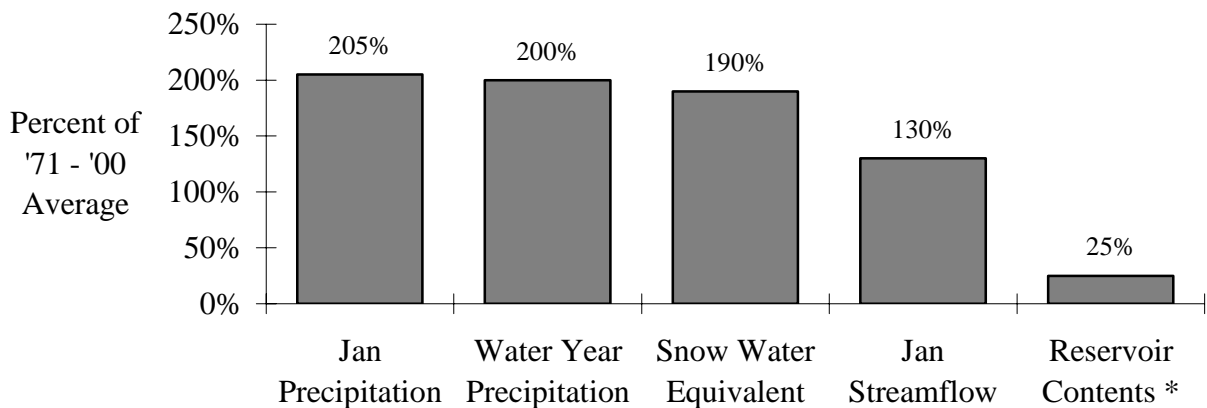 250%
200%
150%
100%
50%
0%
Percent of
'71 - '00
Average
205%
200%
190%
130%
25%
Jan
Precipitation
Water Year
Precipitation
Snow Water
Equivalent
Jan
Streamflow
Reservoir
Contents *